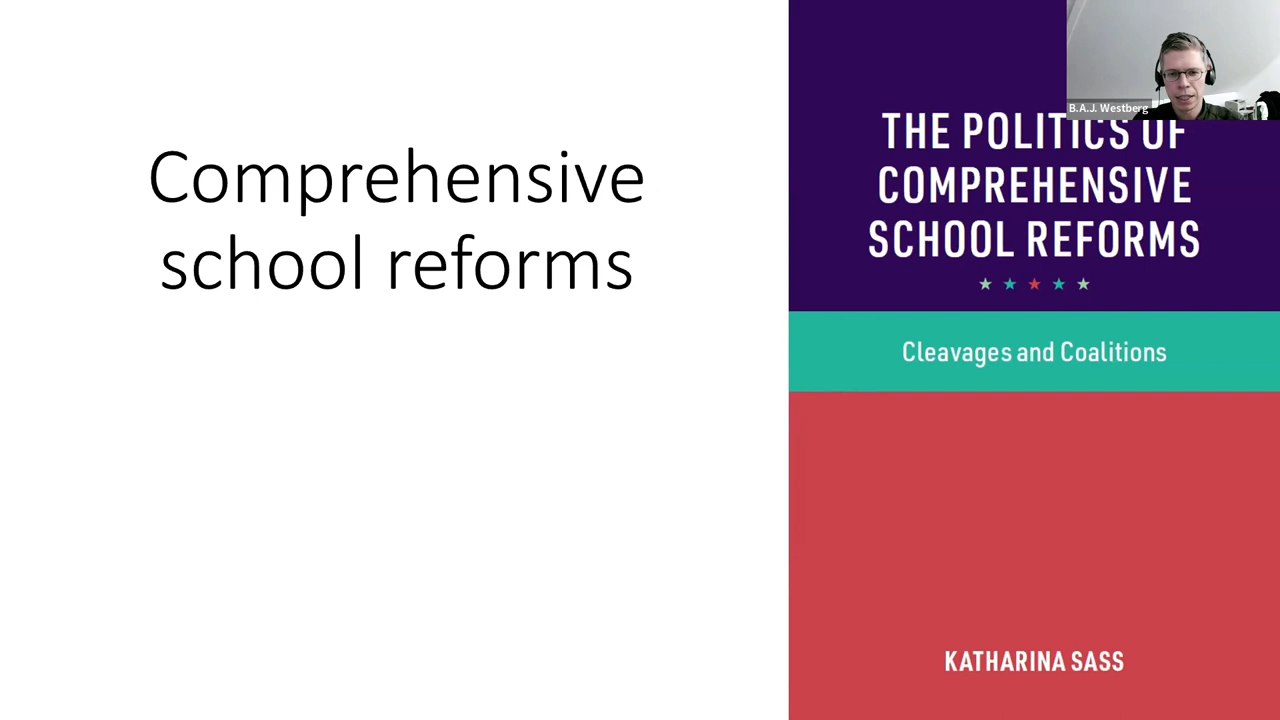 Comprehensive
school reforms
B.A.J. Westberg
THE POLITICS OF
COMPREHENSIVE
SCHOOL REFORMS
Cleavages and Coalitions
KATHARINA SASS